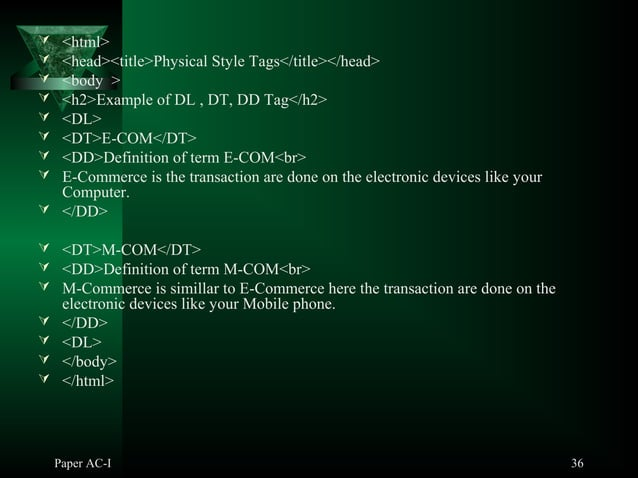 <html>
<head><title>Physical Style Tags</title></head>
<body >
<h2>Example of DL , DT, DD Tag</h2>
<DL>
<DT>E-COM</DT>
<DD>Definition of term E-COM<br>
E-Commerce is the transaction are done on the electronic devices like your
Computer.
</DD>
<DT>M-COM</DT>
<DD>Definition of term M-COM<br>
M-Commerce is simillar to E-Commerce here the transaction are done on the
electronic devices like your Mobile phone.
</DD>
<DL>
</body>
</html>
Paper AC-I 36